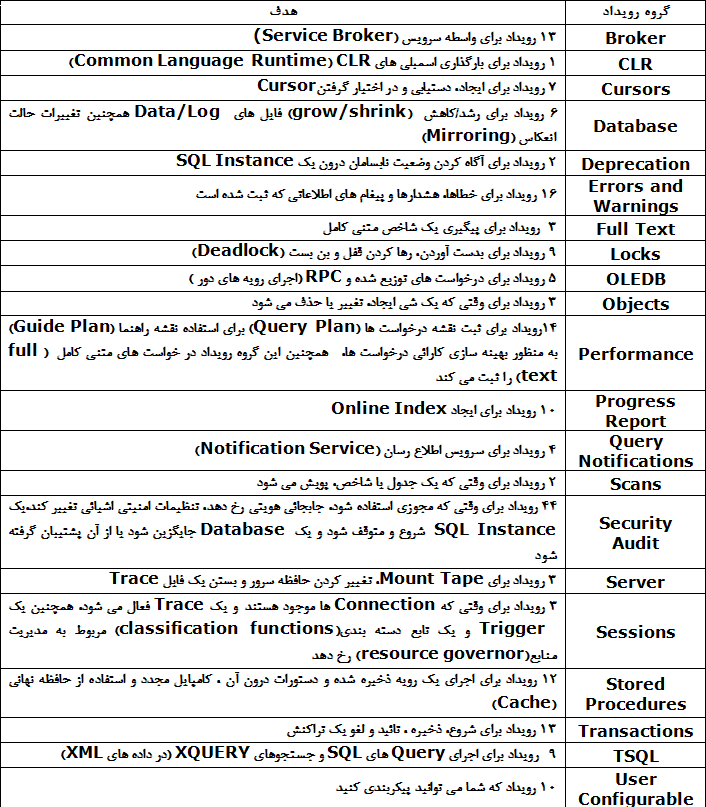 گروه رویداد	هدف
Broker	۱۳ رویداد برای واسطه سرویس (Service Broker)
CLR	۱ رویداد برای بارگذاری اسمبلی های CLR (Common Language Runtime)
Cursors	۷ رویداد برای ایجاد، دستیابی و در اختیار گرفتن Cursor
Database	۶ رویداد برای رشد/کاهش (grow/shrink) فایل های Data/Log همچنین تغییرات حالت
انعکاس (Mirroring)
Deprecation	۲ رویداد برای آگاه کردن وضعیت نابسامان درون یک SQL Instance
Errors and
Warnings	۱۶ رویداد برای خطاها، هشدارها و پیغام های اطلاعاتی که ثبت شده است
Full Text	۳ رویداد برای پیگیری یک شاخص متنی کامل
Locks	۹ رویداد برای بدست آوردن، رها کردن قفل و بن بست (Deadlock)
OLEDB	۵ رویداد برای درخواست های توزیع شده و RPC (اجرای رویه های دور )
Objects	۳ رویداد برای وقتی که یک شی ایجاد، تغییر یا حذف می شود
Performance	۱۴رویداد برای ثبت نقشه درخواست ها (Query Plan) برای استفاده نقشه راهنما (Guide Plan)
به منظور بهینه سازی کارائی درخواست ها، همچنین این گروه رویداد در خواست های متنی کامل ( full
text) را ثبت می کند
Progress
Report	۱۰ رویداد برای ایجاد Online Index
Query
Notifications	۴ رویداد برای سرویس اطلاع رسان (Notification Service)
Scans	۲ رویداد برای وقتی که یک جدول یا شاخص، پویش می شود
Security
Audit	۴۴ رویداد برای وقتی که مجوزی استفاده شود، جابجائی هویتی رخ دهد، تنظیمات امنیتی اشیائی تغییر کند،یک
SQL Instance شروع و متوقف شود و یک Database جایگزین شود یا از آن پشتیبان گرفته
شود
Server	۳ رویداد برای Mount Tape، تغییر کردن حافظه سرور و بستن یک فایل Trace
Sessions	۳ رویداد برای وقتی که Connection ها موجود هستند و یک Trace فعال می شود، همچنین یک
Trigger و یک تابع دسته بندی(classification functions) مربوط به مدیریت
منابع(resource governor) رخ دهد
Stored
Procedures	۱۲ رویداد برای اجرای یک رویه ذخیره شده و دستورات درون آن ، کامپایل مجدد و استفاده از حافظه نهانی
(Cache)
Transactions	۱۳ رویداد برای شروع، ذخیره ، تائید و لغو یک تراکنش
TSQL	۹ رویداد برای اجرای Query های SQL و جستجوهای XQUERY (در داده های XML)
User
Configurable	۱۰ رویداد که شما می توانید پیکربندی کنید